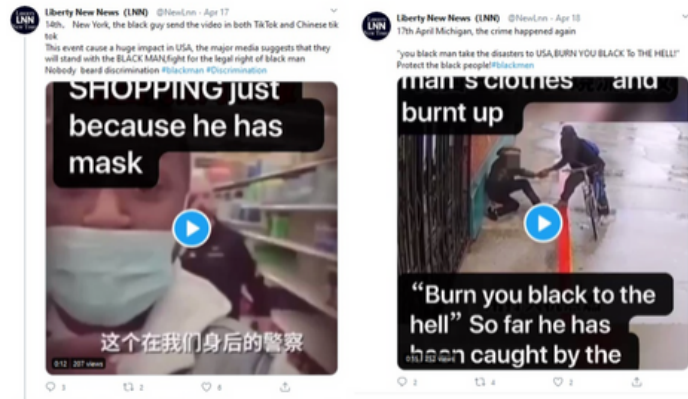 Liberty New News (LNN) @NewLnn · Apr 17
14th, New York, the black guy send the video in both TikTok and Chinese tik
tok
This event cause a huge impact in USA, the major media suggests that they
will stand with the BLACK MAN,fight for the legal right of black man
Nobody beard discrimination #blackman #Discrimination
SHOPPING just
because he has
mask
这个在我们身后的警察
0:12 207 views
3
2
6
Liberty New News (LNN) @NewLnn · Apr 18
17th April Michigan, the crime happened again
"you black man take the disasters to USA,BURN YOU BLACK To THE HELL!"
Protect the black people!#blackmen
man's clothes and
burnt up
"Burn you black to the
hell" So far he has
been caught by the
views
2
4
2
LNN
LNN